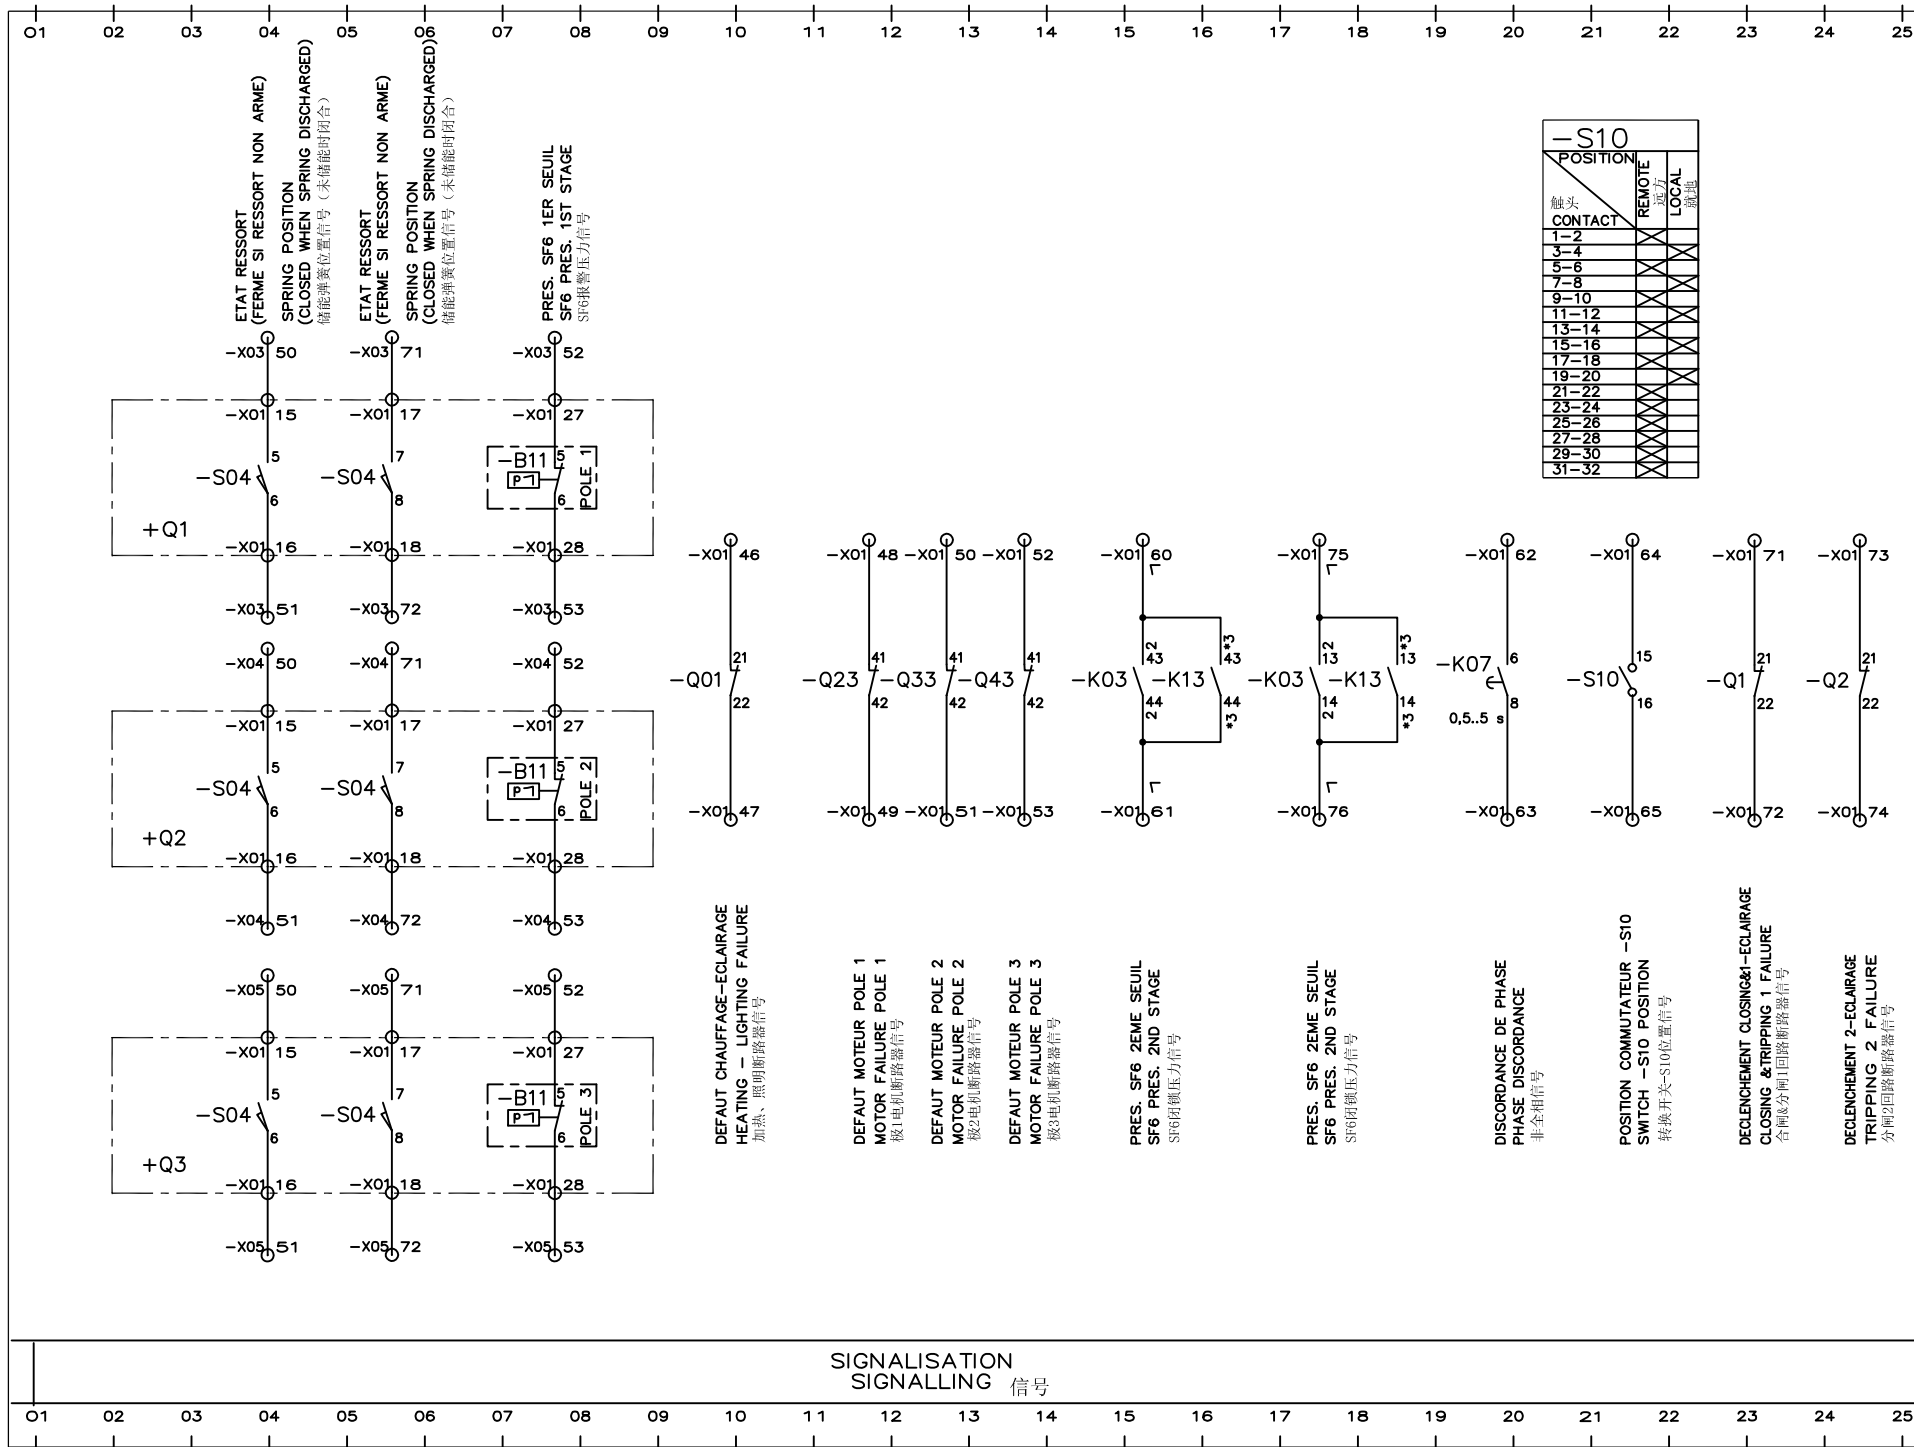 01 02 03 04 05 06 07 08 09 10 11 12 13 14 15 16 17 18 19 20 21 22 23 24 25
ETAT RESSORT
(FERME SI RESSORT NON ARME)
SPRING POSITION
(CLOSED WHEN SPRING DISCHARGED)
储能弹簧位置信号（未储能时闭合）
ETAT RESSORT
(FERME SI RESSORT NON ARME)
SPRING POSITION
(CLOSED WHEN SPRING DISCHARGED)
储能弹簧位置信号（未储能时闭合）
PRES. SF6 1ER SEUIL
SF6 PRES. 1ST STAGE
SF6报警压力信号
-S10
POSITION
REMOTE
远方
LOCAL
就地
触头
CONTACT
1-2
3-4
5-6
7-8
9-10
11-12
13-14
15-16
17-18
19-20
21-22
23-24
25-26
27-28
29-30
31-32
-X03 50 -X03 71 -X03 52
-X01 15 -X01 17 -X01 27
5 7 -B11 5
-S04 -S04 P POLE 1
6 8 6
+Q1
-X01 16 -X01 18 -X01 28
-X03 51 -X03 72 -X03 53
-X04 50 -X04 71 -X04 52
-X01 15 -X01 17 -X01 27
5 7 -B11 5
-S04 -S04 P POLE 2
6 8 6
+Q2
-X01 16 -X01 18 -X01 28
-X04 51 -X04 72 -X04 53
-X05 50 -X05 71 -X05 52
-X01 15 -X01 17 -X01 27
5 7 -B11 5
-S04 -S04 P POLE 3
6 8 6
+Q3
-X01 16 -X01 18 -X01 28
-X05 51 -X05 72 -X05 53
-X01 46 -X01 48 -X01 50 -X01 52 -X01 60 -X01 75 -X01 62 -X01 64 -X01 71 -X01 73
2 *3 2 *3
21 41 41 41 43 43 13 13 6 15 21 21
-Q01 -Q23 -Q33 -Q43 -K03 -K13 -K03 -K13 -K07 -S10 -Q1 -Q2
22 42 42 42 44 44 14 14 8 16 22 22
2 *3 2 *3
0,5..5 s
-X01 47 -X01 49 -X01 51 -X01 53 -X01 61 -X01 76 -X01 63 -X01 65 -X01 72 -X01 74
DEFAUT CHAUFFAGE-ECLAIRAGE
HEATING - LIGHTING FAILURE
加热、照明断路器信号
DEFAUT MOTEUR POLE 1
MOTOR FAILURE POLE 1
极1电机断路器信号
DEFAUT MOTEUR POLE 2
MOTOR FAILURE POLE 2
极2电机断路器信号
DEFAUT MOTEUR POLE 3
MOTOR FAILURE POLE 3
极3电机断路器信号
PRES. SF6 2EME SEUIL
SF6 PRES. 2ND STAGE
SF6闭锁压力信号
PRES. SF6 2EME SEUIL
SF6 PRES. 2ND STAGE
SF6闭锁压力信号
DISCORDANCE DE PHASE
PHASE DISCORDANCE
非全相信号
POSITION COMMUTATEUR -S10
SWITCH -S10 POSITION
转换开关-S10位置信号
DECLENCHEMENT CLOSING&1-ECLAIRAGE
CLOSING &TRIPPING 1 FAILURE
合闸&分闸1回路断路器信号
DECLENCHEMENT 2-ECLAIRAGE
TRIPPING 2 FAILURE
分闸2回路断路器信号
SIGNALISATION
SIGNALLING 信号
01 02 03 04 05 06 07 08 09 10 11 12 13 14 15 16 17 18 19 20 21 22 23 24 25